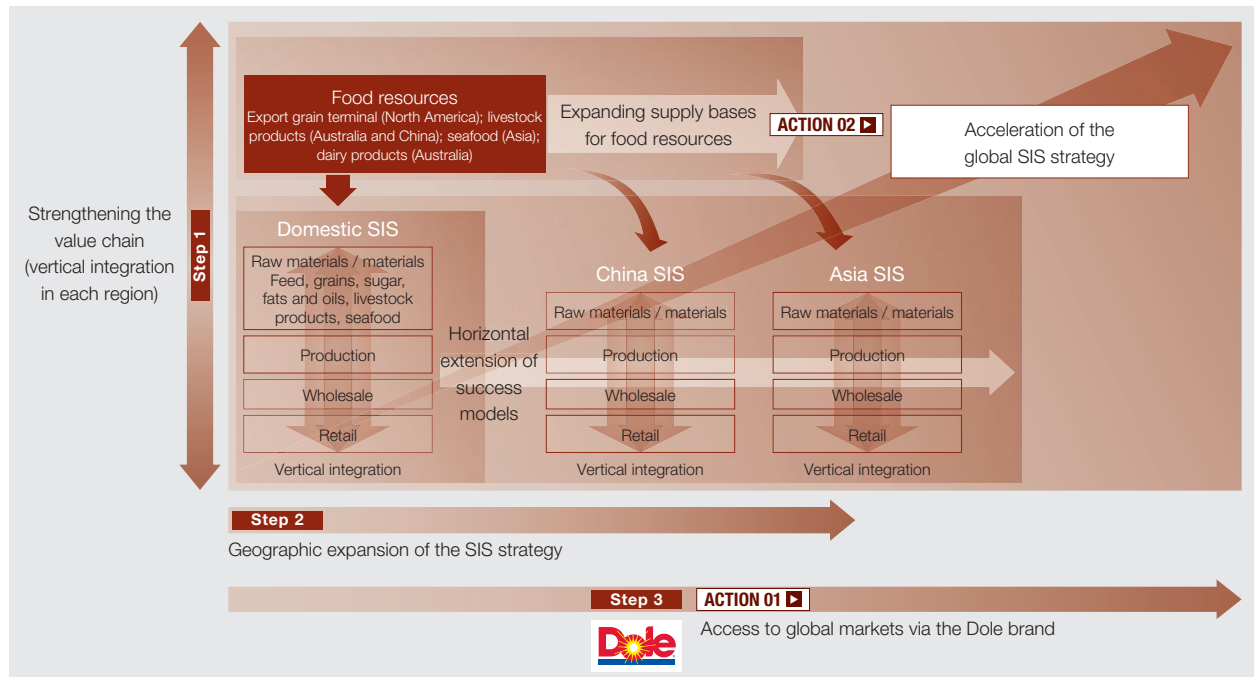 Strengthening the
value chain
(vertical integration
in each region)
Step 1
Food resources
Export grain terminal (North America); livestock
products (Australia and China); seafood (Asia);
dairy products (Australia)
Expanding supply bases
for food resources
ACTION 02
Acceleration of the
global SIS strategy
Domestic SIS
Raw materials / materials
Feed, grains, sugar,
fats and oils, livestock
products, seafood
Production
Wholesale
Retail
Vertical integration
Horizontal
extension of
success
models
China SIS
Raw materials / materials
Production
Wholesale
Retail
Vertical integration
Asia SIS
Raw materials / materials
Production
Wholesale
Retail
Vertical integration
Step 2
Geographic expansion of the SIS strategy
Step 3
ACTION 01
Dole
Access to global markets via the Dole brand